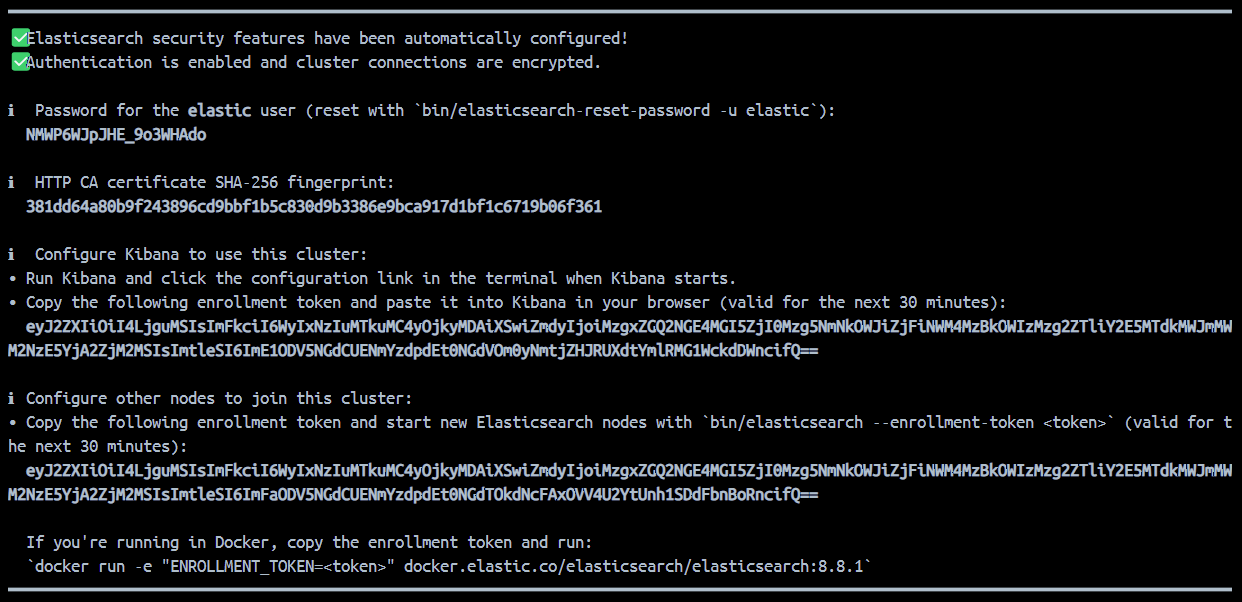 ✅Elasticsearch security features have been automatically configured!
✅Authentication is enabled and cluster connections are encrypted.
ℹ Password for the elastic user (reset with `bin/elasticsearch-reset-password -u elastic`):
NMWP6WJpJHE_9o3WHAdo
ℹ HTTP CA certificate SHA-256 fingerprint:
381dd64a80b9f243896cd9bbf1b5c830d9b3386e9bca917d1bf1c6719b06f361
ℹ Configure Kibana to use this cluster:
• Run Kibana and click the configuration link in the terminal when Kibana starts.
• Copy the following enrollment token and paste it into Kibana in your browser (valid for the next 30 minutes):
eyJ2ZXIiOiI4LjguMSIsImFkciI6WyIxNzIuMTkuMC4yOjkyMDAiXSwiZmdyIjoiMzgxZGQ2NGE4MGI5ZjI0Mzg5NmNkOWJiZjFiNWM4MzBkOWIzMzg2ZTliY2E5MTdkMWJmMW
M2NzE5YjA2ZjM2MSIsImtleSI6ImE1ODV5NGdCUENmYzdpdEt0NGdVOm0yNmtjZHJRUXdtYmlRMG1WckdDWncifQ==
ℹ Configure other nodes to join this cluster:
• Copy the following enrollment token and start new Elasticsearch nodes with `bin/elasticsearch --enrollment-token <token>` (valid for t
he next 30 minutes):
eyJ2ZXIiOiI4LjguMSIsImFkciI6WyIxNzIuMTkuMC4yOjkyMDAiXSwiZmdyIjoiMzgxZGQ2NGE4MGI5ZjI0Mzg5NmNkOWJiZjFiNWM4MzBkOWIzMzg2ZTliY2E5MTdkMWJmMW
M2NzE5YjA2ZjM2MSIsImtleSI6ImFaODV5NGdCUENmYzdpdEt0NGdTOkdNcFAxOVV4U2YtUnh1SDdFbnBoRncifQ==
If you're running in Docker, copy the enrollment token and run:
`docker run -e "ENROLLMENT_TOKEN=<token>" docker.elastic.co/elasticsearch/elasticsearch:8.8.1`